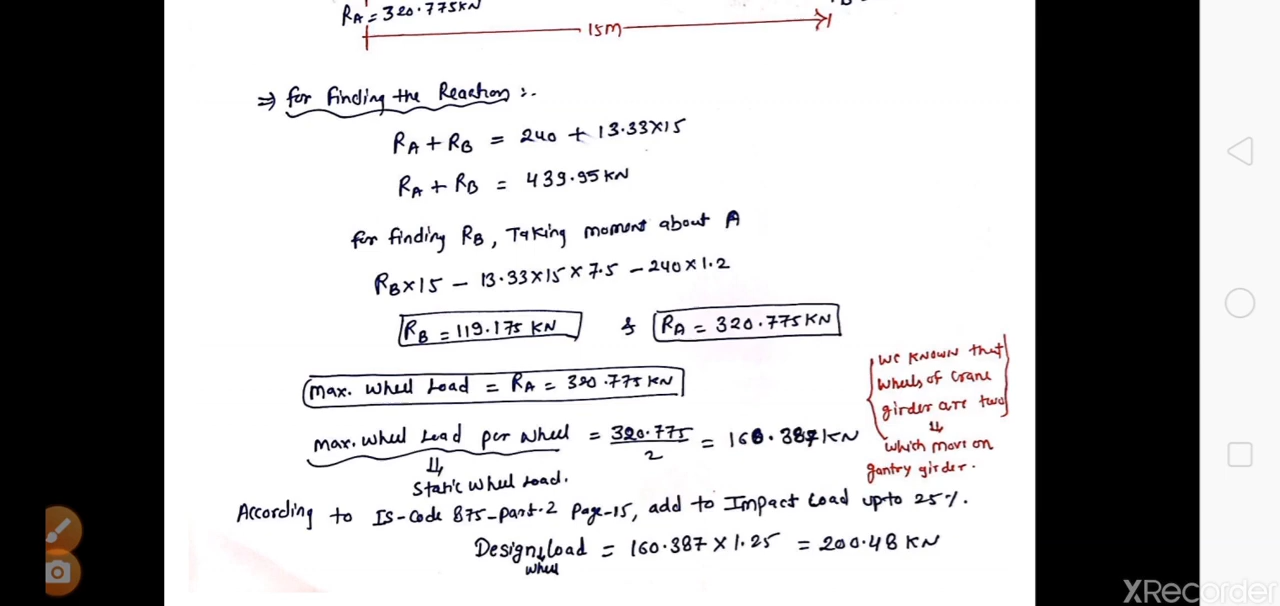 RA = 320.775KN
15M
⇒ for finding the Reaction :-
RA + RB = 240 + 13.33×15
RA + RB = 439.95 KN
for finding RB, Taking moment about A
RB×15 - 13.33×15 × 7.5 - 240×1.2
RB = 119.175 KN & RA = 320.775KN
max. Wheel Load = RA = 320.775 KN
max. wheel Load per wheel = 320.775/2 = 160.387 KN
⇓
Static Wheel Load.
we known that
Wheels of Crane
girder are two
⇓
which move on
gantry girder.
According to IS-Code 875-part-2 Page-15, add to Impact Load upto 25%.
Design wheel load = 160.387 × 1.25 = 200.48 KN
XRecorder